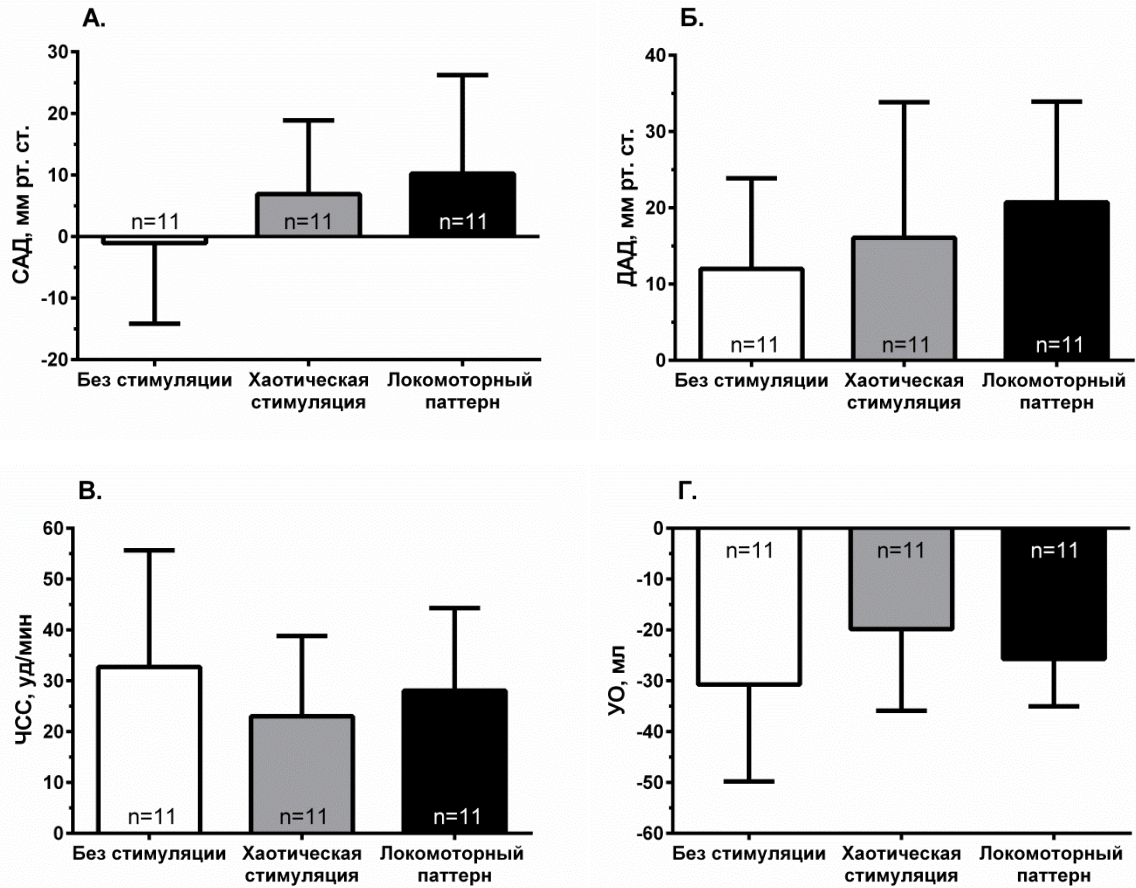 А.
САД, мм рт. ст.
30
20
10
0
-10
-20
n=11
n=11
n=11
Без стимуляции
Хаотическая
стимуляция
Локомоторный
паттерн
Б.
ДАД, мм рт. ст.
40
30
20
10
0
n=11
n=11
n=11
Без стимуляции
Хаотическая
стимуляция
Локомоторный
паттерн
В.
ЧСС, уд/мин
60
50
40
30
20
10
0
n=11
n=11
n=11
Без стимуляции
Хаотическая
стимуляция
Локомоторный
паттерн
Г.
УО, мл
0
-10
-20
-30
-40
-50
-60
n=11
n=11
n=11
Без стимуляции
Хаотическая
стимуляция
Локомоторный
паттерн